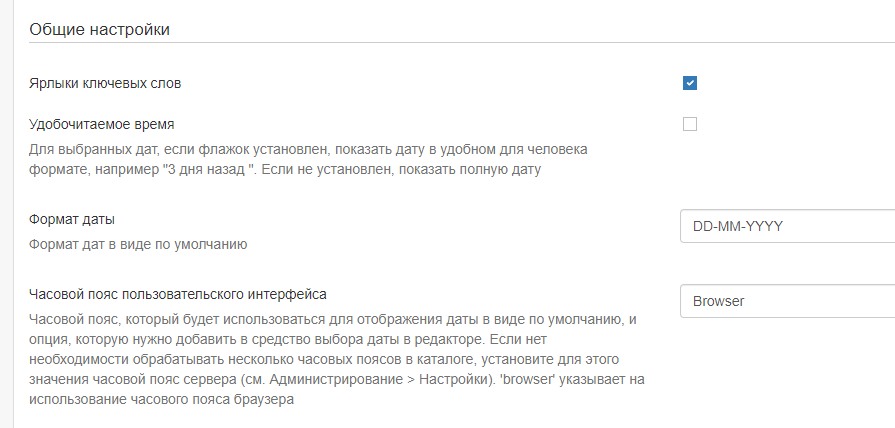 Общие настройки
Ярлыки ключевых слов
Удобочитаемое время
Для выбранных дат, если флажок установлен, показать дату в удобном для человека
формате, например "3 дня назад ". Если не установлен, показать полную дату
Формат даты
DD-MM-YYYY
Формат дат в виде по умолчанию
Часовой пояс пользовательского интерфейса
Browser
Часовой пояс, который будет использоваться для отображения даты в виде по умолчанию, и
опция, которую нужно добавить в средство выбора даты в редакторе. Если нет
необходимости обрабатывать несколько часовых поясов в каталоге, установите для этого
значения часовой пояс сервера (см. Администрирование > Настройки). 'browser' указывает на
использование часового пояса браузера